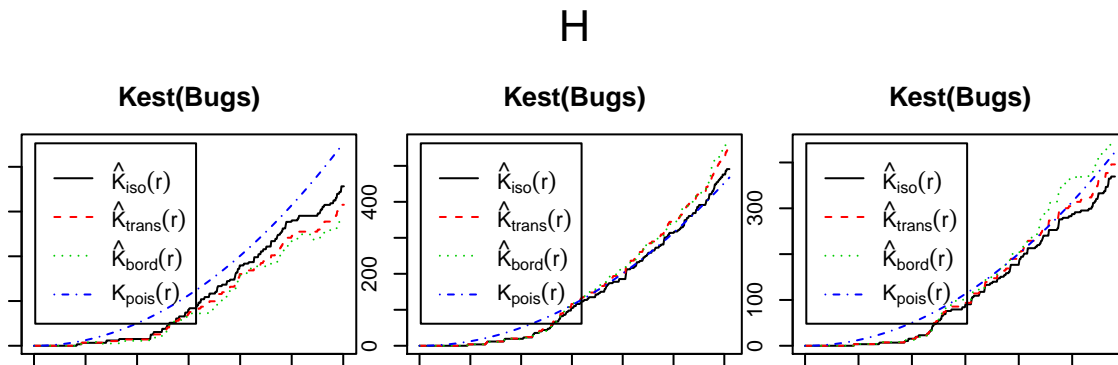 H
Kest(Bugs)
K̂iso(r)
K̂trans(r)
K̂bord(r)
Kpois(r)
Kest(Bugs)
0 200 400
K̂iso(r)
K̂trans(r)
K̂bord(r)
Kpois(r)
Kest(Bugs)
0 100 300
K̂iso(r)
K̂trans(r)
K̂bord(r)
Kpois(r)